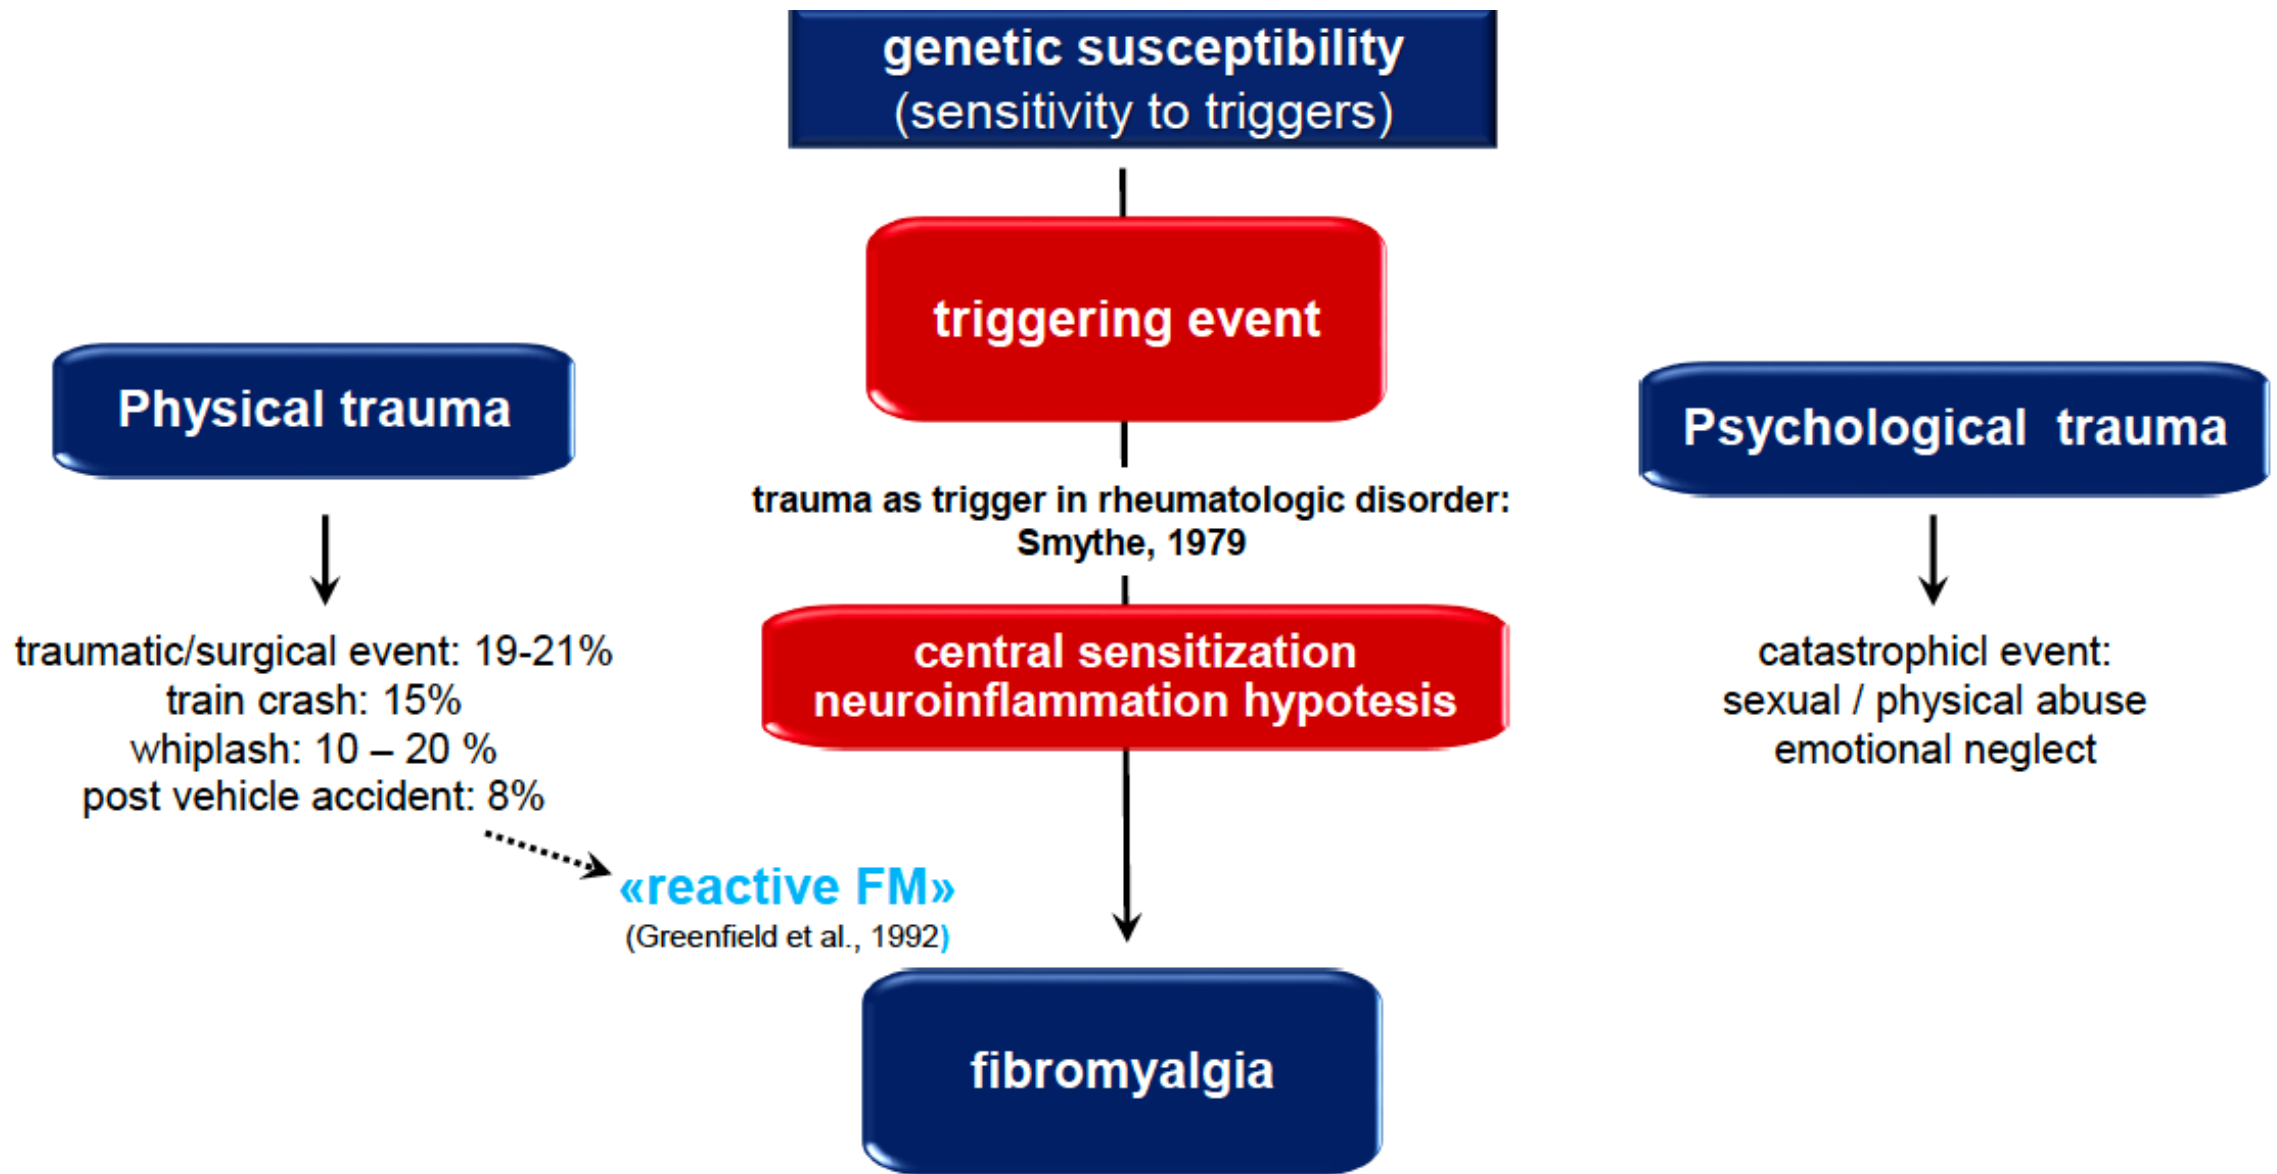 genetic susceptibility
(sensitivity to triggers)
triggering event
Physical trauma
Psychological trauma
trauma as trigger in rheumatologic disorder:
Smythe, 1979
central sensitization
neuroinflammation hypotesis
traumatic/surgical event: 19-21%
train crash: 15%
whiplash: 10 – 20 %
post vehicle accident: 8%
catastrophicl event:
sexual / physical abuse
emotional neglect
«reactive FM»
(Greenfield et al., 1992)
fibromyalgia